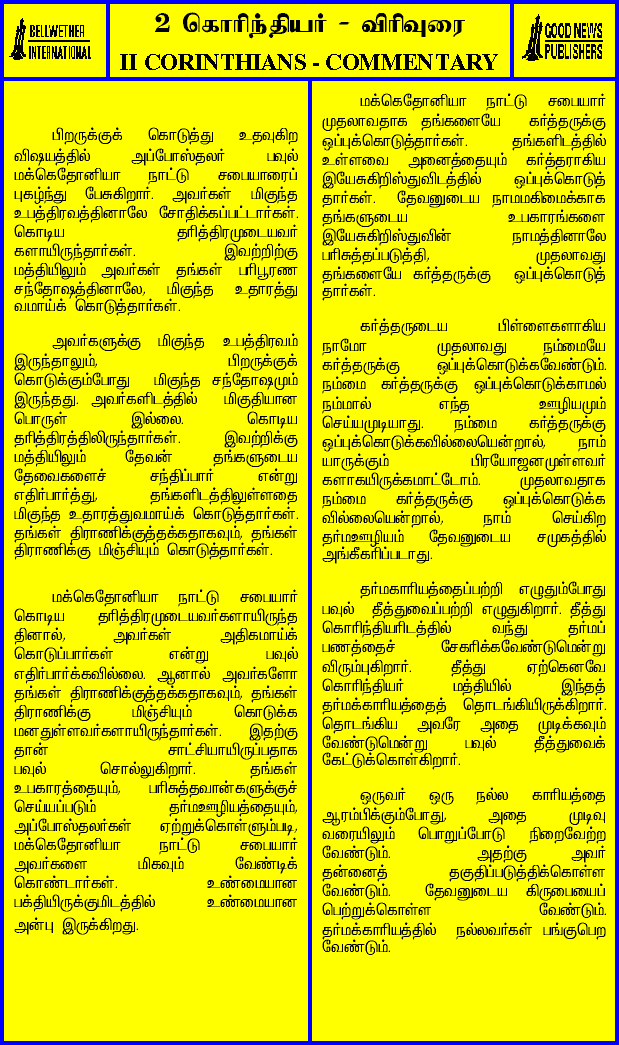 BELLWETHER
INTERNATIONAL
2 கொரிந்தியர் - விரிவுரை
II CORINTHIANS - COMMENTARY
GOOD NEWS
PUBLISHERS
பிறருக்குக் கொடுத்து உதவுகிற
விஷயத்தில் அப்போஸ்தலர் பவுல்
மக்கெதோனியா நாட்டு சபையாரைப்
புகழ்ந்து பேசுகிறார். அவர்கள் மிகுந்த
உபத்திரவத்தினாலே சோதிக்கப்பட்டார்கள்.
கொடிய தரித்திரமுடையவர்
களாயிருந்தார்கள். இவற்றிற்கு
மத்தியிலும் அவர்கள் தங்கள் பரிபூரண
சந்தோஷத்தினாலே, மிகுந்த உதாரத்து
வமாய்க் கொடுத்தார்கள்.
அவர்களுக்கு மிகுந்த உபத்திரவம்
இருந்தாலும், பிறருக்குக்
கொடுக்கும்போது மிகுந்த சந்தோஷமும்
இருந்தது. அவர்களிடத்தில் மிகுதியான
பொருள் இல்லை. கொடிய
தரித்திரத்திலிருந்தார்கள். இவற்றிக்கு
மத்தியிலும் தேவன் தங்களுடைய
தேவைகளைச் சந்திப்பார் என்று
எதிர்பார்த்து, தங்களிடத்திலுள்ளதை
மிகுந்த உதாரத்துவமாய்க் கொடுத்தார்கள்.
தங்கள் திராணிக்குத்தக்கதாகவும், தங்கள்
திராணிக்கு மிஞ்சியும் கொடுத்தார்கள்.
மக்கெதோனியா நாட்டு சபையார்
கொடிய தரித்திரமுடையவர்களாயிருந்த
தினால், அவர்கள் அதிகமாய்க்
கொடுப்பார்கள் என்று பவுல்
எதிர்பார்க்கவில்லை. ஆனால் அவர்களோ
தங்கள் திராணிக்குத்தக்கதாகவும், தங்கள்
திராணிக்கு மிஞ்சியும் கொடுக்க
மனதுள்ளவர்களாயிருந்தார்கள். இதற்கு
தான் சாட்சியாயிருப்பதாக
பவுல் சொல்லுகிறார். தங்கள்
உபகாரத்தையும், பரிசுத்தவான்களுக்குச்
செய்யப்படும் தர்மஊழியத்தையும்,
அப்போஸ்தலர்கள் ஏற்றுக்கொள்ளும்படி,
மக்கெதோனியா நாட்டு சபையார்
அவர்களை மிகவும் வேண்டிக்
கொண்டார்கள். உண்மையான
பக்தியிருக்குமிடத்தில் உண்மையான
அன்பு இருக்கிறது.
மக்கெதோனியா நாட்டு சபையார்
முதலாவதாக தங்களையே கர்த்தருக்கு
ஒப்புக்கொடுத்தார்கள். தங்களிடத்தில்
உள்ளவை அனைத்தையும் கர்த்தராகிய
இயேசுகிறிஸ்துவிடத்தில் ஒப்புக்கொடுத்
தார்கள். தேவனுடைய நாமமகிமைக்காக
தங்களுடைய உபகாரங்களை
இயேசுகிறிஸ்துவின் நாமத்தினாலே
பரிசுத்தப்படுத்தி, முதலாவது
தங்களையே கர்த்தருக்கு ஒப்புக்கொடுத்
தார்கள்.
கர்த்தருடைய பிள்ளைகளாகிய
நாமோ முதலாவது நம்மையே
கர்த்தருக்கு ஒப்புக்கொடுக்கவேண்டும்.
நம்மை கர்த்தருக்கு ஒப்புக்கொடுக்காமல்
நம்மால் எந்த ஊழியமும்
செய்யமுடியாது. நம்மை கர்த்தருக்கு
ஒப்புக்கொடுக்கவில்லையென்றால், நாம்
யாருக்கும் பிரயோஜனமுள்ளவர்
களாகயிருக்கமாட்டோம். முதலாவதாக
நம்மை கர்த்தருக்கு ஒப்புக்கொடுக்க
வில்லையென்றால், நாம் செய்கிற
தர்மஊழியம் தேவனுடைய சமுகத்தில்
அங்கீகரிப்படாது.
தர்மகாரியத்தைப்பற்றி எழுதும்போது
பவுல் தீத்துவைப்பற்றி எழுதுகிறார். தீத்து
கொரிந்தியரிடத்தில் வந்து தர்மப்
பணத்தைச் சேகரிக்கவேண்டுமென்று
விரும்புகிறார். தீத்து ஏற்கெனவே
கொரிந்தியர் மத்தியில் இந்தத்
தர்மக்காரியத்தைத் தொடங்கியிருக்கிறார்.
தொடங்கிய அவரே அதை முடிக்கவும்
வேண்டுமென்று பவுல் தீத்துவைக்
கேட்டுக்கொள்கிறார்.
ஒருவர் ஒரு நல்ல காரியத்தை
ஆரம்பிக்கும்போது, அதை முடிவு
வரையிலும் பொறுப்போடு நிறைவேற்ற
வேண்டும். அதற்கு அவர்
தன்னைத் தகுதிப்படுத்திக்கொள்ள
வேண்டும். தேவனுடைய கிருபையைப்
பெற்றுக்கொள்ள வேண்டும்.
தர்மக்காரியத்தில் நல்லவர்கள் பங்குபெற
வேண்டும்.